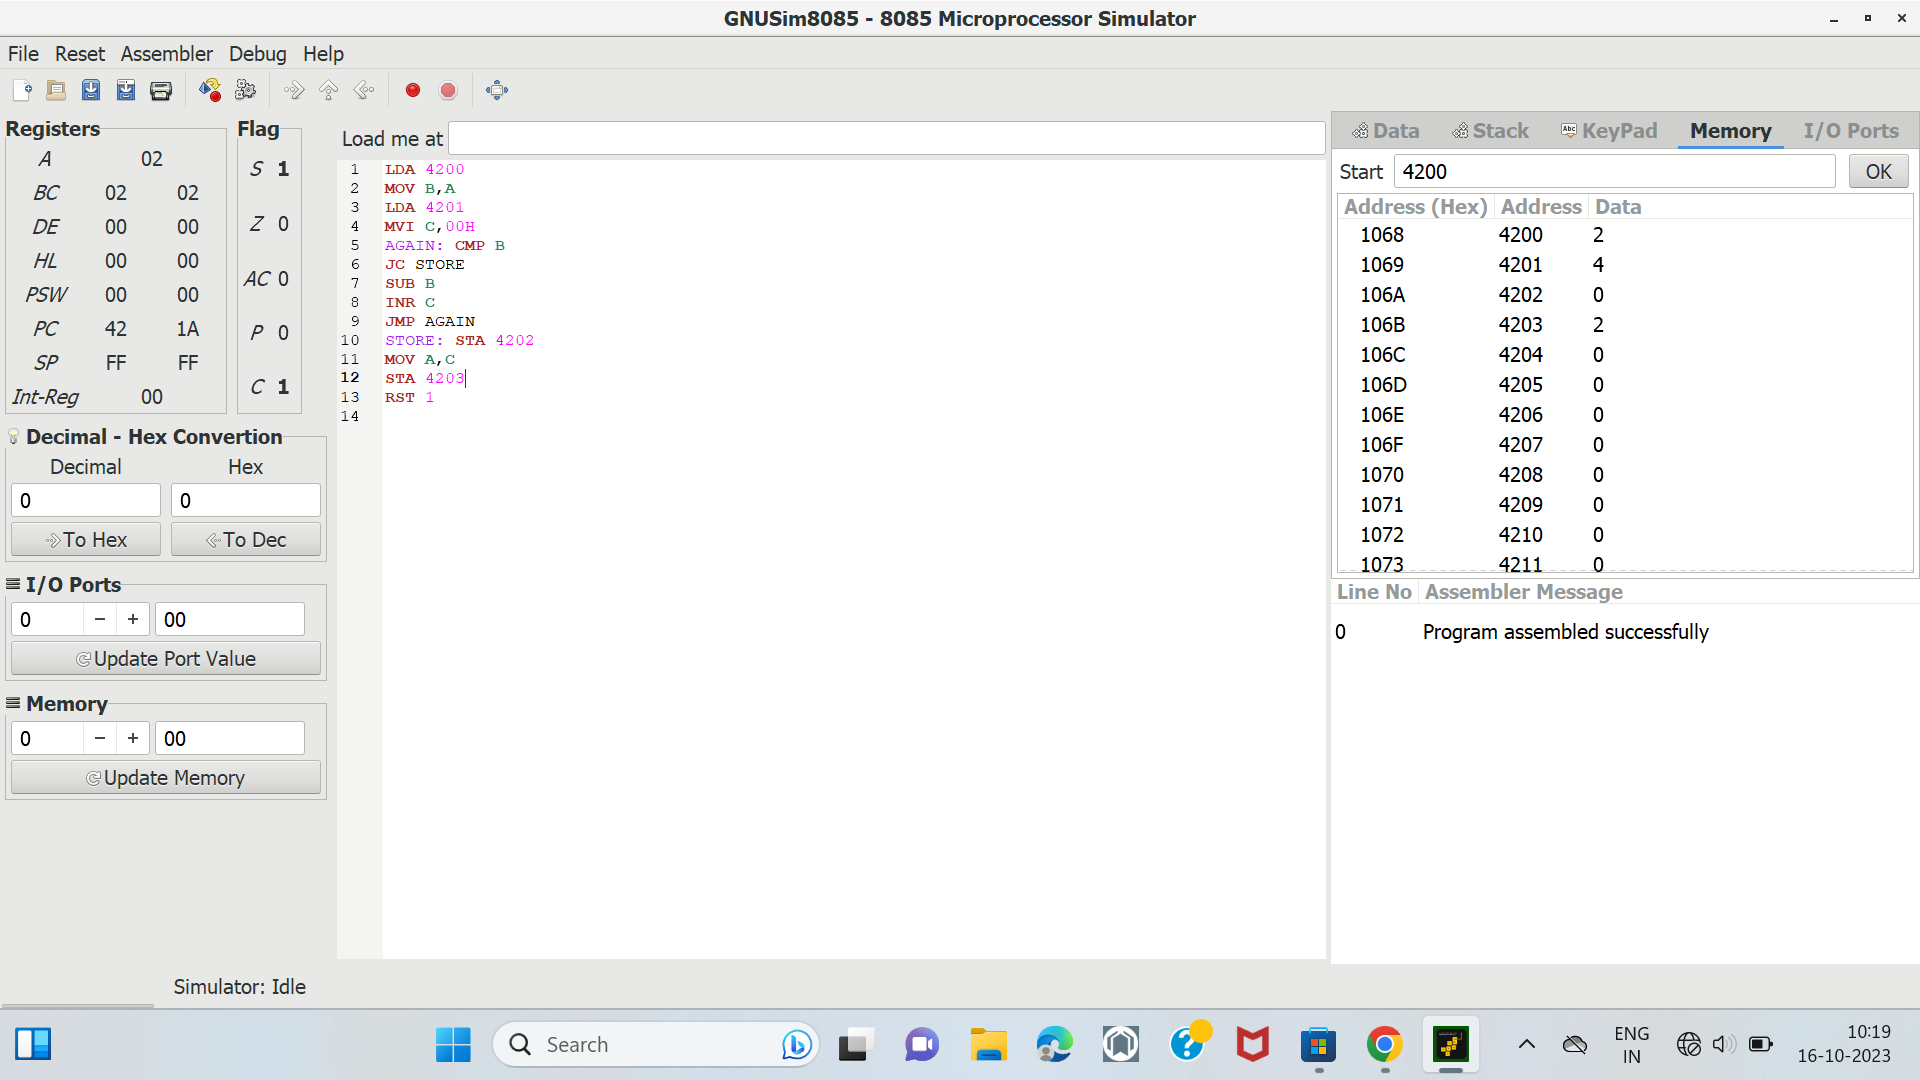 GNUSim8085 - 8085 Microprocessor Simulator
File Reset Assembler Debug Help
Registers
A 02
BC 02 02
DE 00 00
HL 00 00
PSW 00 00
PC 42 1A
SP FF FF
Int-Reg 00
Flag
S 1
Z 0
AC 0
P 0
C 1
Decimal - Hex Convertion
Decimal Hex
0 0
To Hex To Dec
I/O Ports
0 − + 00
Update Port Value
Memory
0 − + 00
Update Memory
Simulator: Idle
Load me at
1 LDA 4200
2 MOV B,A
3 LDA 4201
4 MVI C,00H
5 AGAIN: CMP B
6 JC STORE
7 SUB B
8 INR C
9 JMP AGAIN
10 STORE: STA 4202
11 MOV A,C
12 STA 4203
13 RST 1
14
Data Stack Abc KeyPad Memory I/O Ports
Start 4200 OK
Address (Hex) Address Data
1068 4200 2
1069 4201 4
106A 4202 0
106B 4203 2
106C 4204 0
106D 4205 0
106E 4206 0
106F 4207 0
1070 4208 0
1071 4209 0
1072 4210 0
1073 4211 0
Line No Assembler Message
0 Program assembled successfully
Search
ENG
IN
10:19
16-10-2023